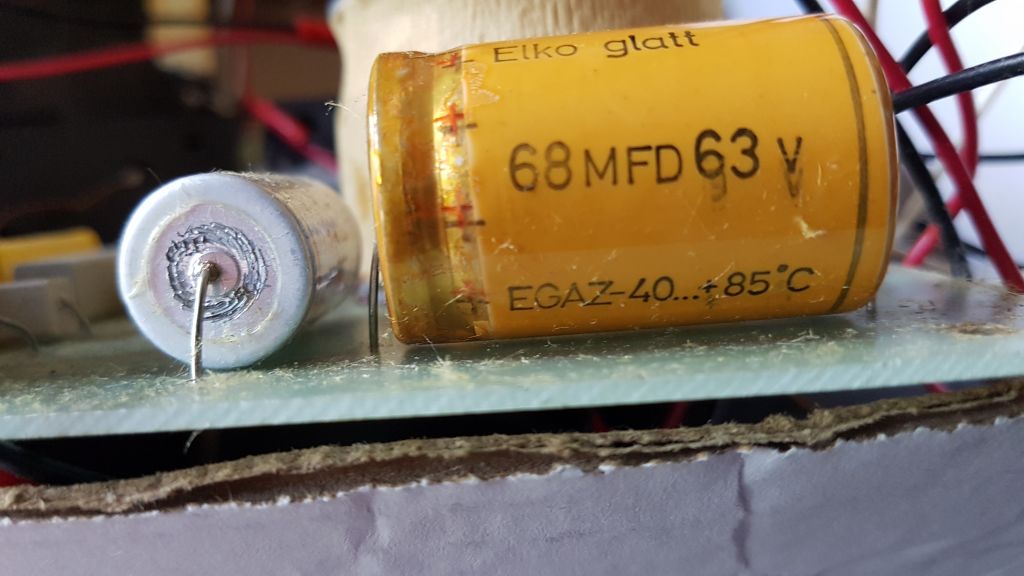 Elko glatt
68 MFD 63 V
EGAZ-40...+85°C